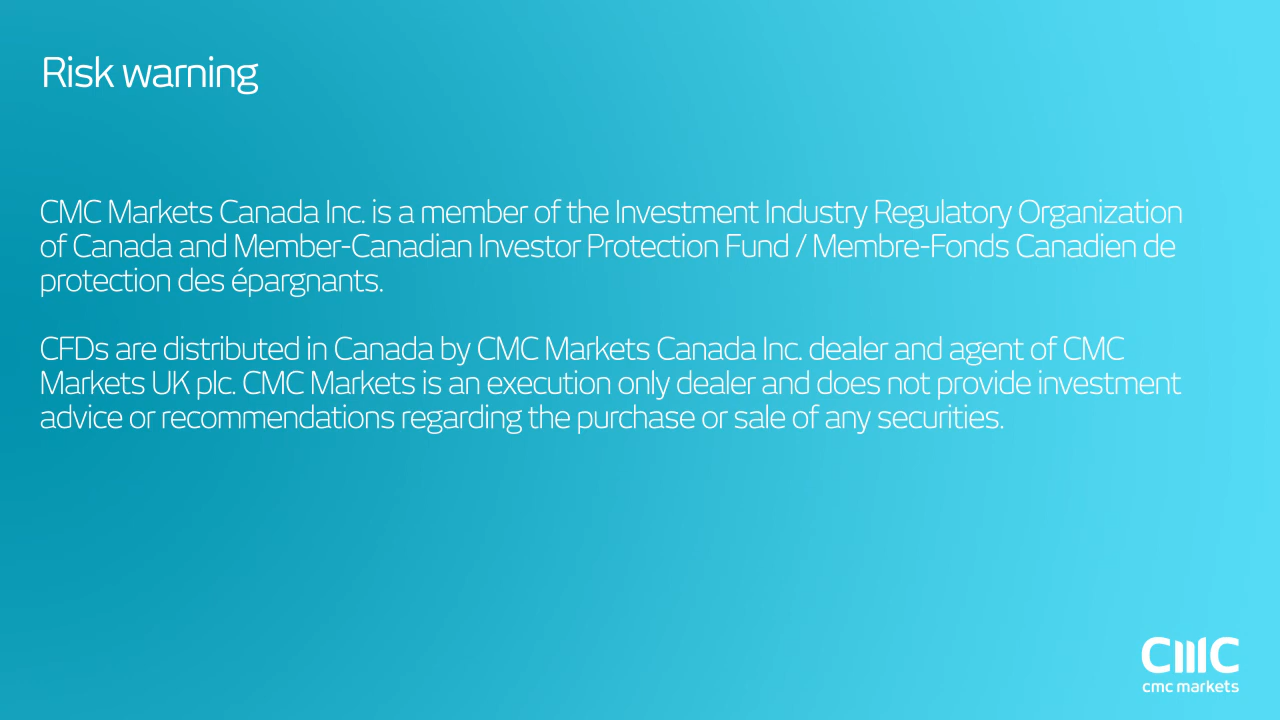 Risk warning
CMC Markets Canada Inc. is a member of the Investment Industry Regulatory Organization
of Canada and Member-Canadian Investor Protection Fund / Membre-Fonds Canadien de
protection des épargnants.
CFDs are distributed in Canada by CMC Markets Canada Inc. dealer and agent of CMC
Markets UK plc. CMC Markets is an execution only dealer and does not provide investment
advice or recommendations regarding the purchase or sale of any securities.
CMC
cmc markets